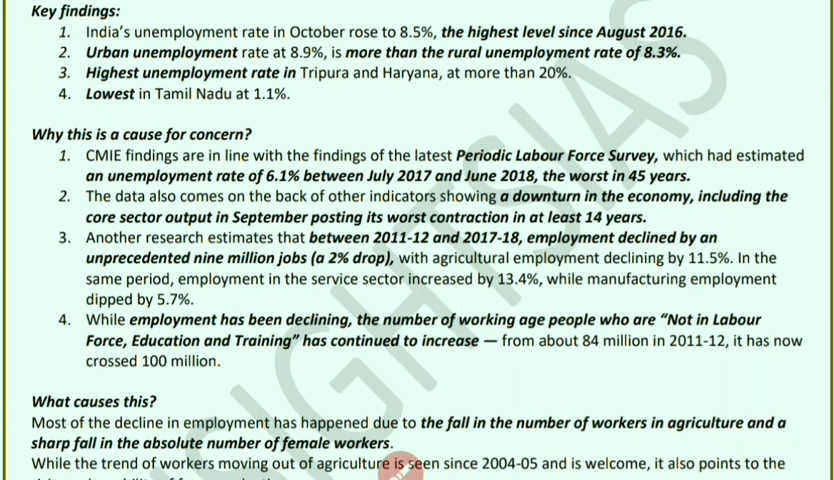 Key findings:
1. India's unemployment rate in October rose to 8.5%, the highest level since August 2016.
2. Urban unemployment rate at 8.9%, is more than the rural unemployment rate of 8.3%.
3. Highest unemployment rate in Tripura and Haryana, at more than 20%.
4. Lowest in Tamil Nadu at 1.1%.
Why this is a cause for concern?
1. CMIE findings are in line with the findings of the latest Periodic Labour Force Survey, which had estimated
an unemployment rate of 6.1% between July 2017 and June 2018, the worst in 45 years.
2. The data also comes on the back of other indicators showing a downturn in the economy, including the
core sector output in September posting its worst contraction in at least 14 years.
3. Another research estimates that between 2011-12 and 2017-18, employment declined by an
unprecedented nine million jobs (a 2% drop), with agricultural employment declining by 11.5%. In the
same period, employment in the service sector increased by 13.4%, while manufacturing employment
dipped by 5.7%.
4. While employment has been declining, the number of working age people who are "Not in Labour
Force, Education and Training" has continued to increase — from about 84 million in 2011-12, it has now
crossed 100 million.
What causes this?
Most of the decline in employment has happened due to the fall in the number of workers in agriculture and a
sharp fall in the absolute number of female workers.
While the trend of workers moving out of agriculture is seen since 2004-05 and is welcome, it also points to the
INSIGHTSIAS